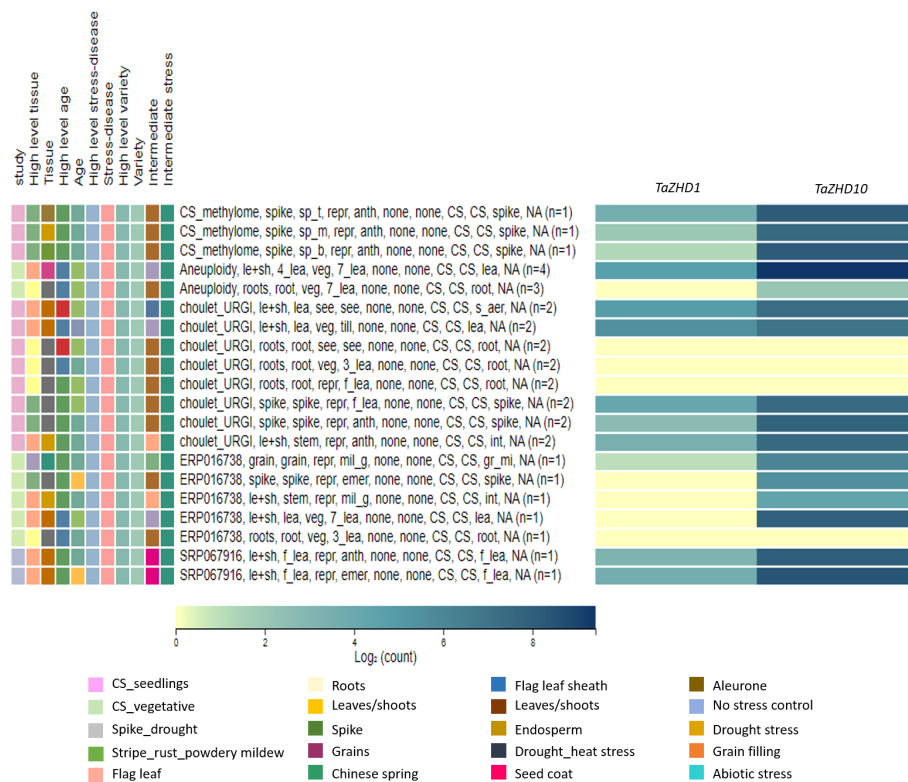 study
High level tissue
Tissue
High level age
Age
High level stress-disease
Stress-disease
High level variety
Variety
Intermediate
Intermediate stress
TaZHD1
TaZHD10
CS_methylome, spike, sp_t, repr, anth, none, none, CS, CS, spike, NA (n=1)
CS_methylome, spike, sp_m, repr, anth, none, none, CS, CS, spike, NA (n=1)
CS_methylome, spike, sp_b, repr, anth, none, none, CS, CS, spike, NA (n=1)
Aneuploidy, le+sh, 4_lea, veg, 7_lea, none, none, CS, CS, lea, NA (n=4)
Aneuploidy, roots, root, veg, 7_lea, none, none, CS, CS, root, NA (n=3)
choulet_URGI, le+sh, lea, see, see, none, none, CS, CS, s_aer, NA (n=2)
choulet_URGI, le+sh, lea, veg, till, none, none, CS, CS, lea, NA (n=2)
choulet_URGI, roots, root, see, see, none, none, CS, CS, root, NA (n=2)
choulet_URGI, roots, root, veg, 3_lea, none, none, CS, CS, root, NA (n=2)
choulet_URGI, roots, root, repr, f_lea, none, none, CS, CS, root, NA (n=2)
choulet_URGI, spike, spike, repr, f_lea, none, none, CS, CS, spike, NA (n=2)
choulet_URGI, spike, spike, repr, anth, none, none, CS, CS, spike, NA (n=2)
choulet_URGI, le+sh, stem, repr, anth, none, none, CS, CS, int, NA (n=2)
ERP016738, grain, grain, repr, mil_g, none, none, CS, CS, gr_mi, NA (n=1)
ERP016738, spike, spike, repr, emer, none, none, CS, CS, spike, NA (n=1)
ERP016738, le+sh, stem, repr, mil_g, none, none, CS, CS, int, NA (n=1)
ERP016738, le+sh, lea, veg, 7_lea, none, none, CS, CS, lea, NA (n=1)
ERP016738, roots, root, veg, 3_lea, none, none, CS, CS, root, NA (n=1)
SRP067916, le+sh, f_lea, repr, anth, none, none, CS, CS, f_lea, NA (n=1)
SRP067916, le+sh, f_lea, repr, emer, none, none, CS, CS, f_lea, NA (n=1)
0 2 4 6 8
Log₂ (count)
CS_seedlings
CS_vegetative
Spike_drought
Stripe_rust_powdery mildew
Flag leaf
Roots
Leaves/shoots
Spike
Grains
Chinese spring
Flag leaf sheath
Leaves/shoots
Endosperm
Drought_heat stress
Seed coat
Aleurone
No stress control
Drought stress
Grain filling
Abiotic stress